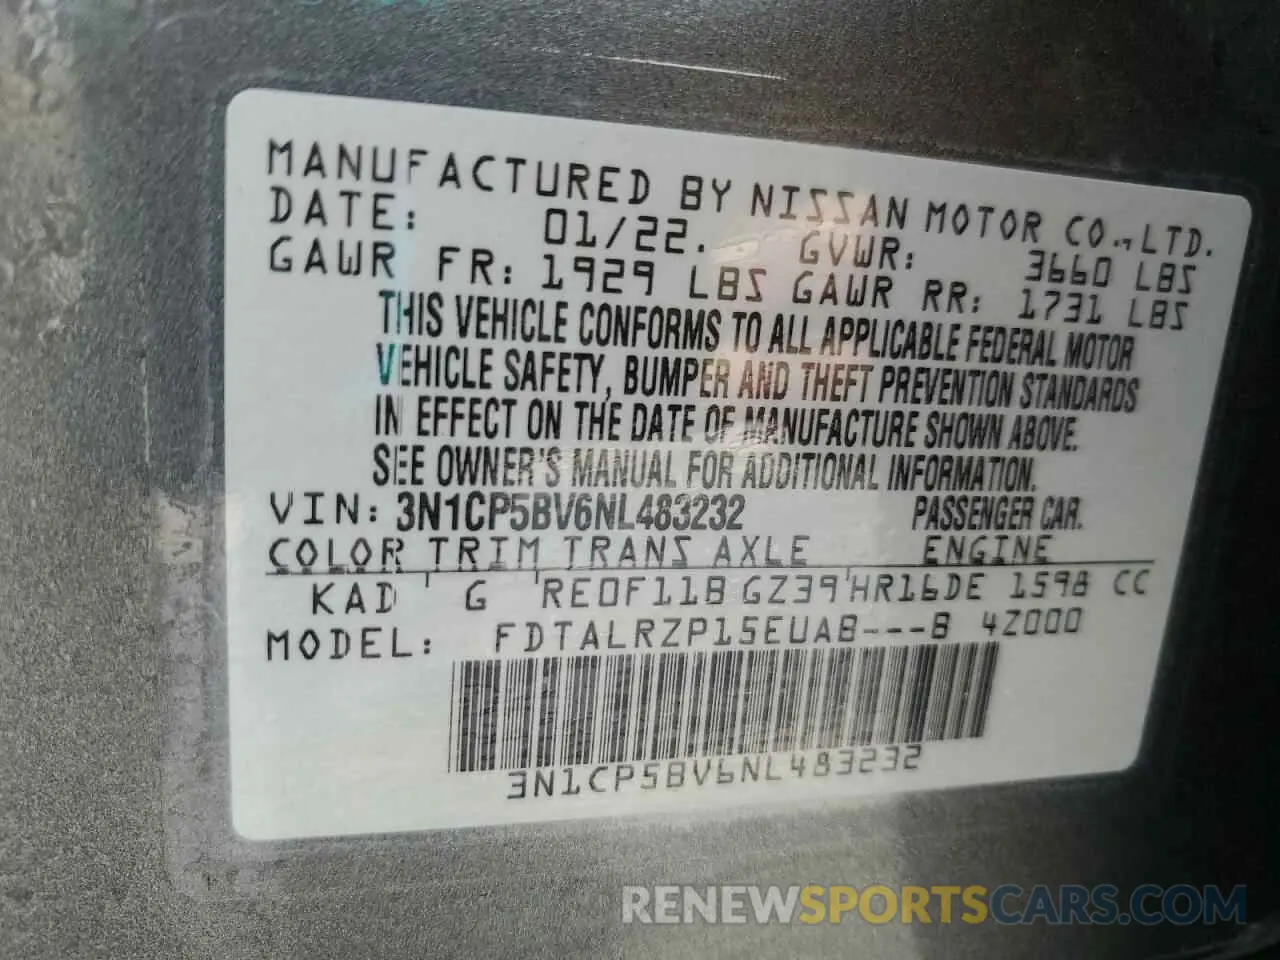 MANUFACTURED BY NISSAN MOTOR CO.,LTD.
DATE: 01/22. GVWR: 3660 LBS
GAWR FR: 1929 LBS GAWR RR: 1731 LBS
THIS VEHICLE CONFORMS TO ALL APPLICABLE FEDERAL MOTOR
VEHICLE SAFETY, BUMPER AND THEFT PREVENTION STANDARDS
IN EFFECT ON THE DATE OF MANUFACTURE SHOWN ABOVE.
SEE OWNER'S MANUAL FOR ADDITIONAL INFORMATION.
VIN: 3N1CP5BV6NL483232 PASSENGER CAR.
COLOR TRIM TRANS AXLE ENGINE
KAD ' G 'RE0F11B GZ39'HR16DE 1598 CC
MODEL: FDTALRZP15EUAB---B 4Z000
3N1CP5BV6NL483232
RENEWSPORTSCARS.COM